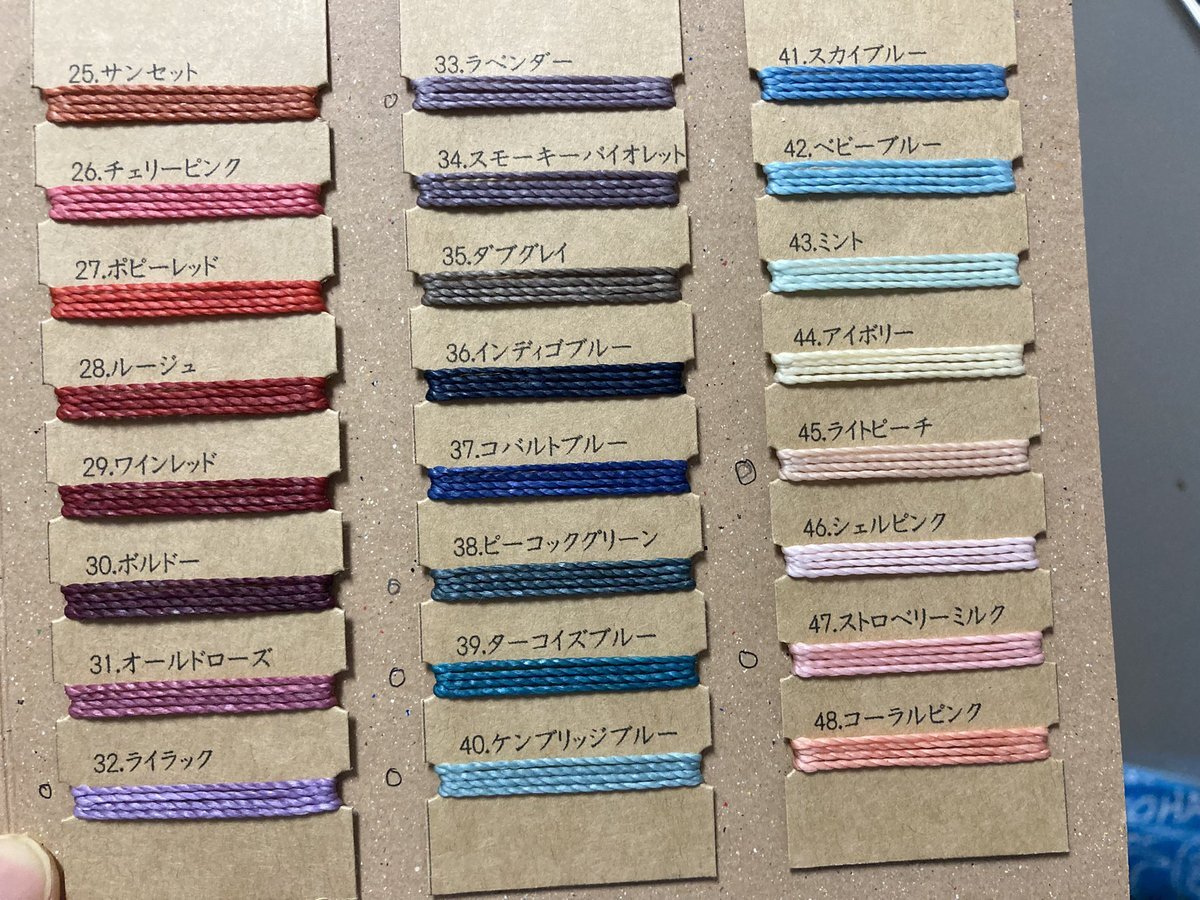 25.サンセット
26.チェリーピンク
27.ポピーレッド
28.ルージュ
29.ワインレッド
30.ボルドー
31.オールドローズ
32.ライラック
33.ラベンダー
34.スモーキーバイオレット
35.ダブグレイ
36.インディゴブルー
37.コバルトブルー
38.ピーコックグリーン
39.ターコイズブルー
40.ケンブリッジブルー
41.スカイブルー
42.ベビーブルー
43.ミント
44.アイボリー
45.ライトピーチ
46.シェルピンク
47.ストロベリーミルク
48.コーラルピンク